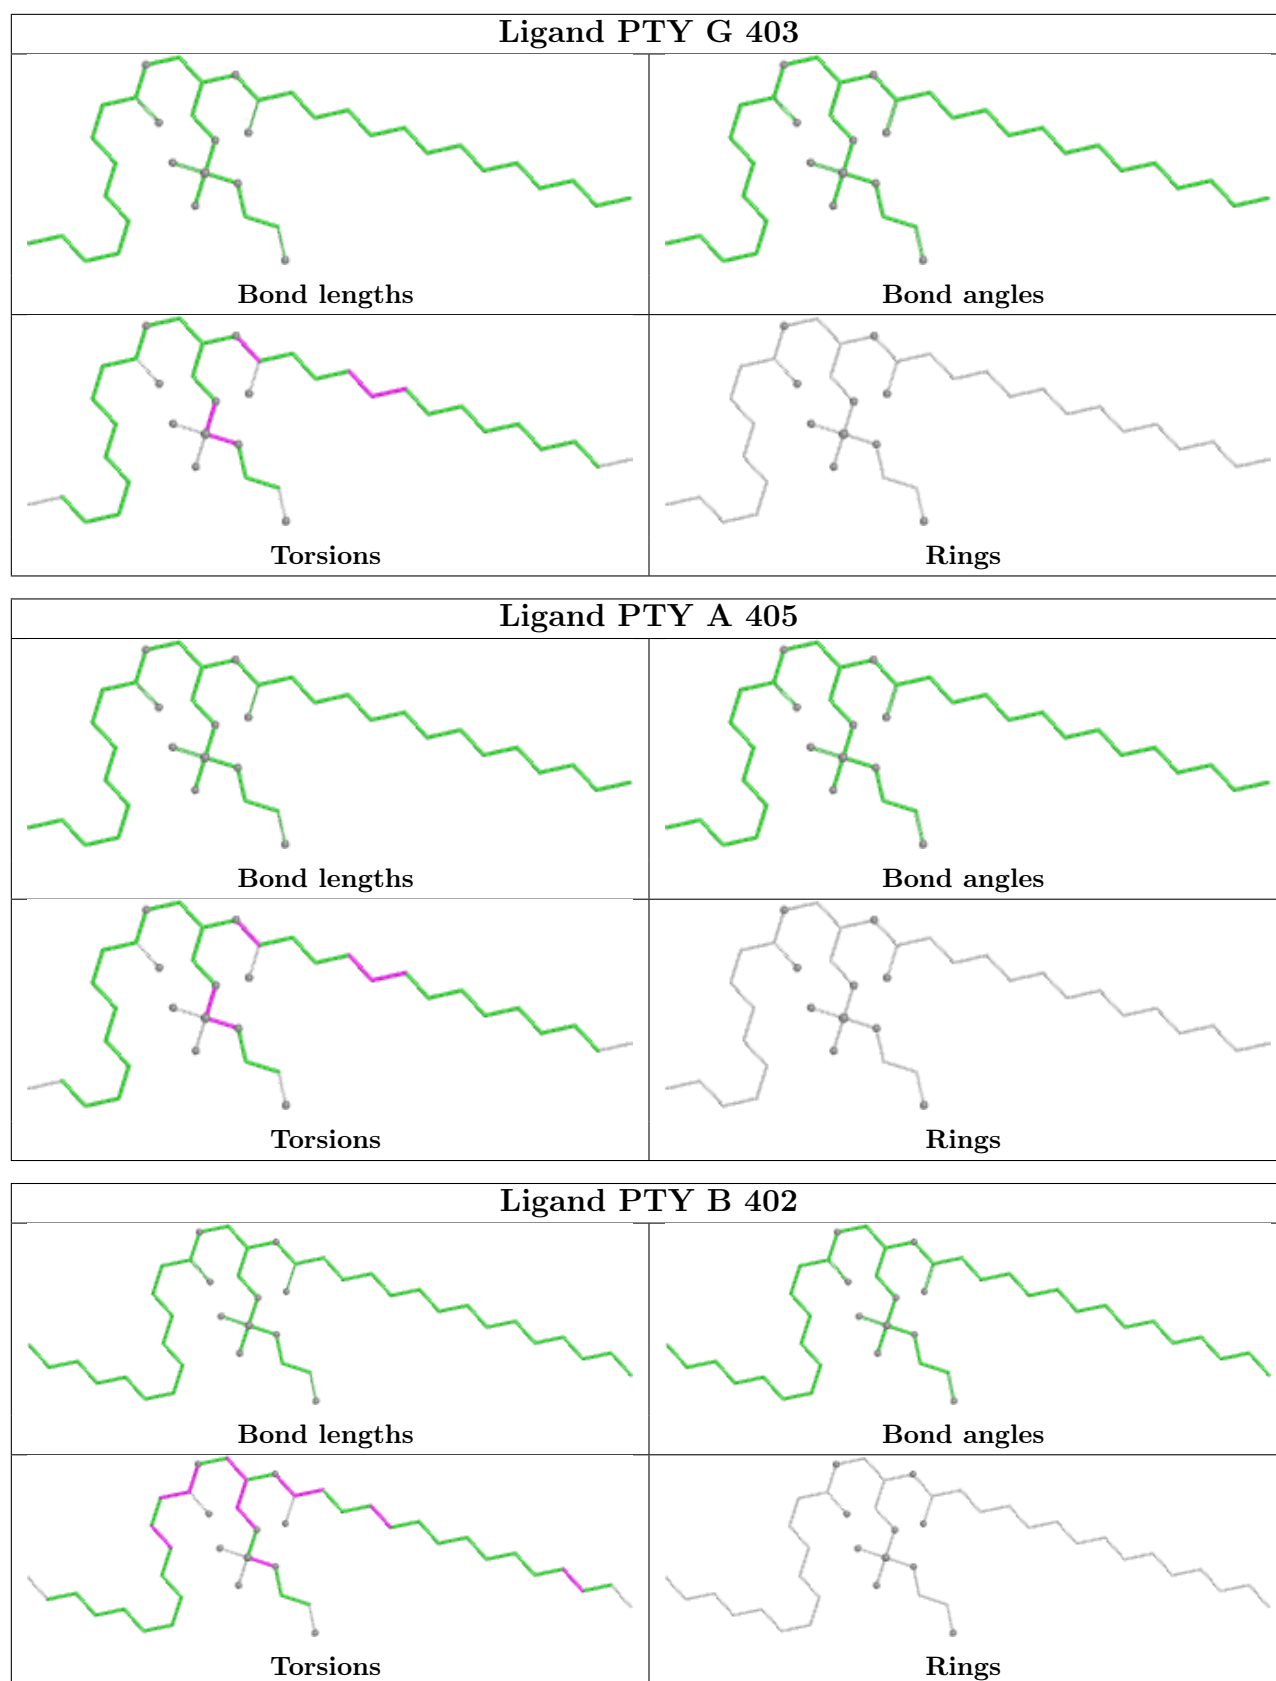 Ligand PTY G 403
Bond lengths
Bond angles
Torsions
Rings
Ligand PTY A 405
Bond lengths
Bond angles
Torsions
Rings
Ligand PTY B 402
Bond lengths
Bond angles
Torsions
Rings